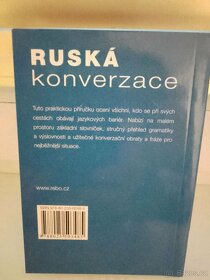 RUSKÁ
konverzace
Tuto praktickou příručku ocení všichni, kdo se při svých
cestách obávají jazykových bariér. Nabízí na malém
prostoru základní slovníček, stručný přehled gramatiky
a výslovnosti a užitečné konverzační obraty a fráze pro
nejběžnější situace.
www.rebo.cz